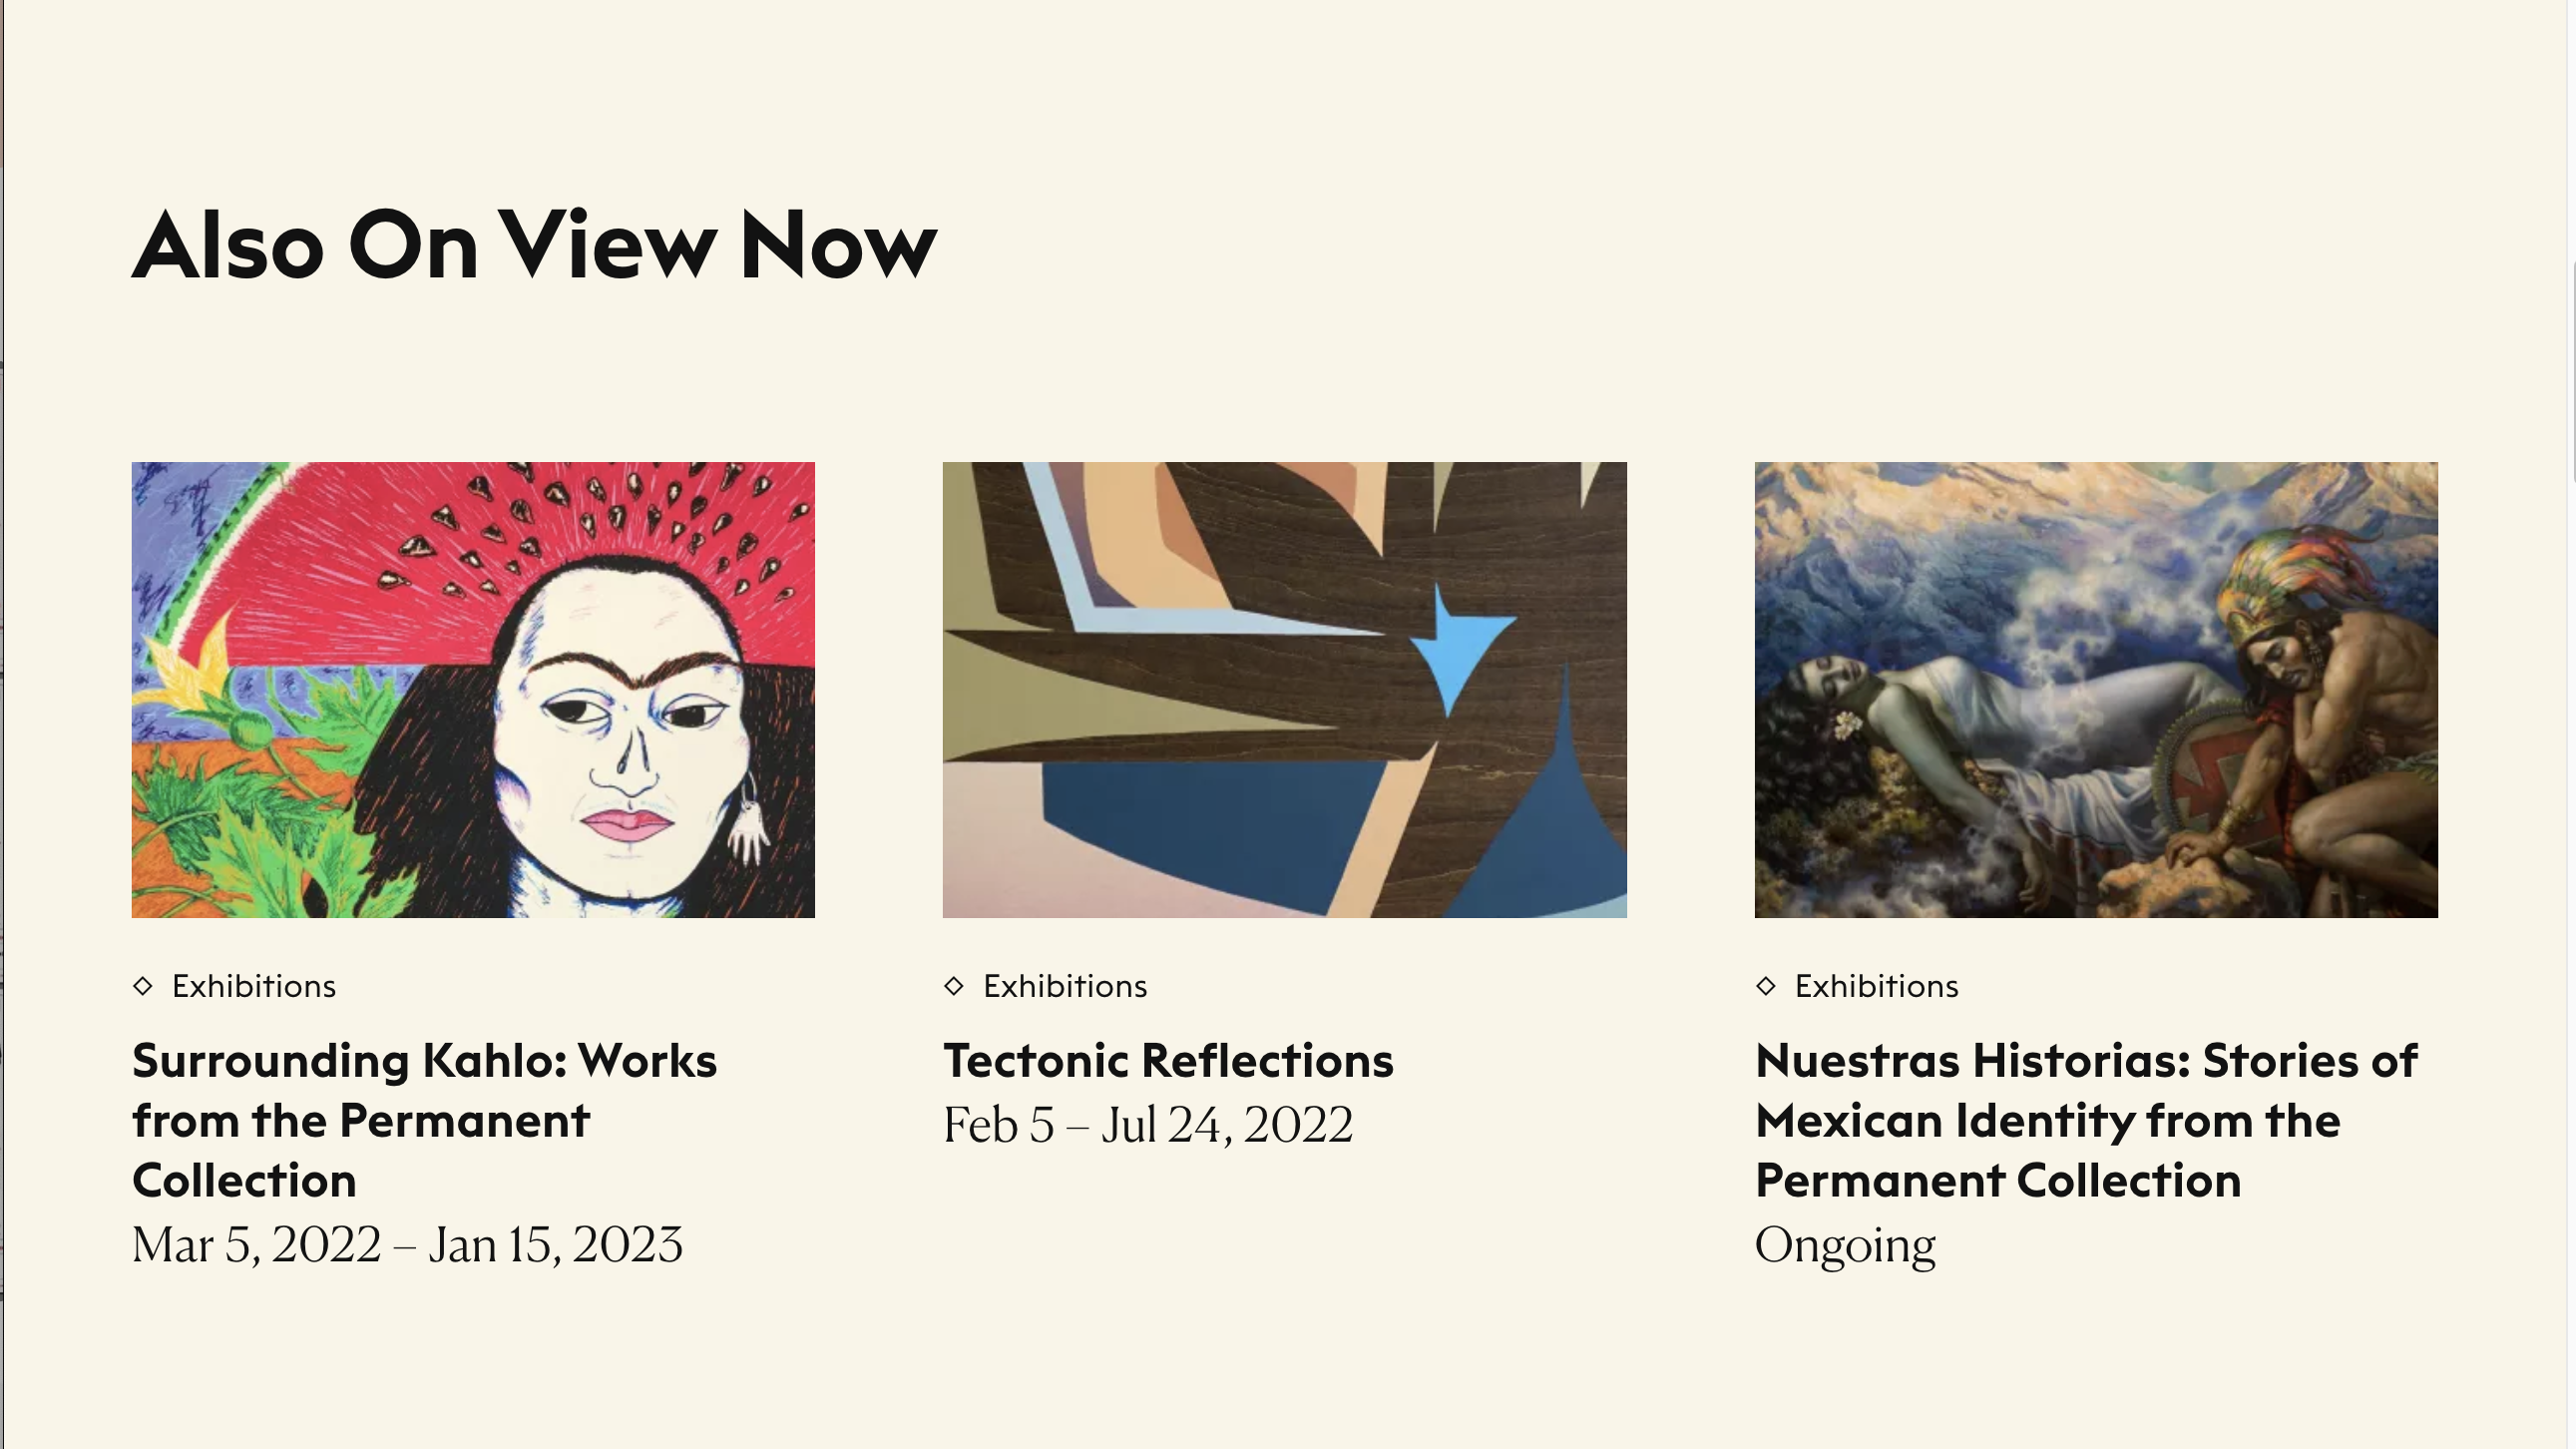 Also On View Now
Exhibitions
Surrounding Kahlo: Works
from the Permanent
Collection
Mar 5, 2022 – Jan 15, 2023
Exhibitions
Tectonic Reflections
Feb 5 – Jul 24, 2022
Exhibitions
Nuestras Historias: Stories of
Mexican Identity from the
Permanent Collection
Ongoing